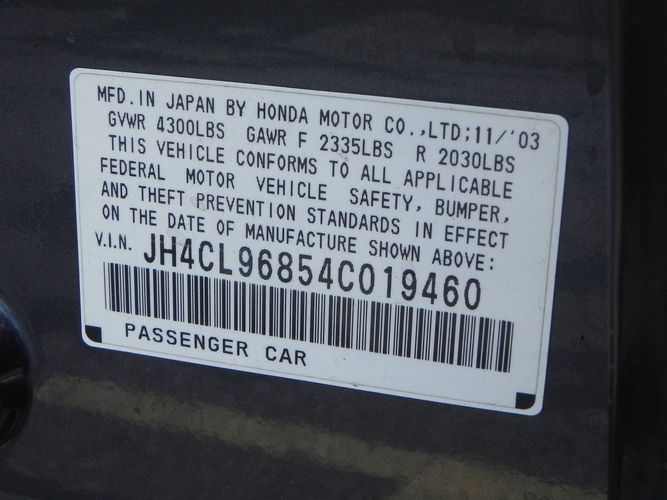 MFD.IN JAPAN BY HONDA MOTOR CO.,LTD;11/'03
GVWR 4300LBS GAWR F 2335LBS R 2030LBS
THIS VEHICLE CONFORMS TO ALL APPLICABLE
FEDERAL MOTOR VEHICLE SAFETY, BUMPER,
AND THEFT PREVENTION STANDARDS IN EFFECT
ON THE DATE OF MANUFACTURE SHOWN ABOVE:
V.I.N. JH4CL96854C019460
PASSENGER CAR